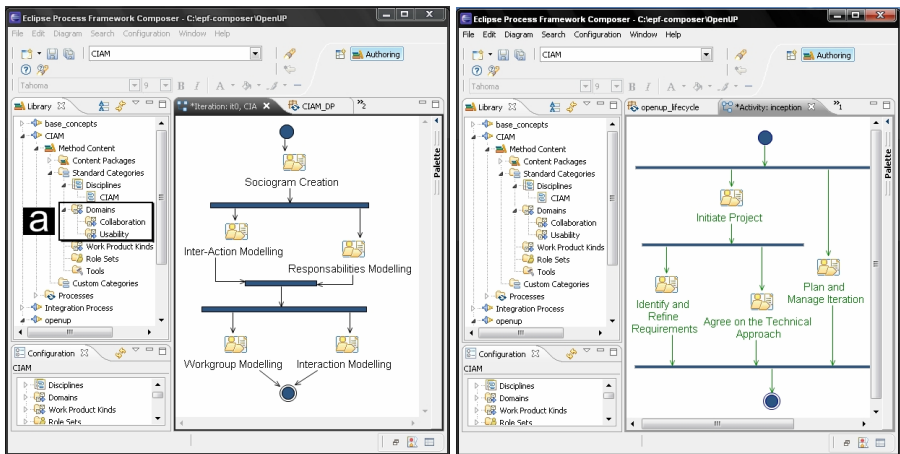 Eclipse Process Framework Composer - C:\epf-composer\OpenUP
File Edit Diagram Search Configuration Window Help
CIAM
Authoring
Tahoma
9
B I A
Library
*Iteration: it0, CIA
CIAM_DP
»2
base_concepts
CIAM
Method Content
Content Packages
Standard Categories
Disciplines
CIAM
a
Domains
Collaboration
Usability
Work Product Kinds
Role Sets
Tools
Custom Categories
Processes
Integration Process
openup
Palette
Sociogram Creation
Inter-Action Modelling
Responsabilities Modelling
Workgroup Modelling
Interaction Modelling
Configuration
CIAM
Disciplines
Domains
Work Product Kinds
Role Sets
Eclipse Process Framework Composer - C:\epf-composer\OpenUP
File Edit Diagram Search Configuration Window Help
CIAM
Authoring
Tahoma
9
B I A
Library
openup_lifecycle
*Activity: inception
»1
base_concepts
CIAM
Method Content
Content Packages
Standard Categories
Disciplines
CIAM
Domains
Collaboration
Usability
Work Product Kinds
Role Sets
Tools
Custom Categories
Processes
Integration Process
openup
Palette
Initiate Project
Identify and
Refine
Requirements
Agree on the Technical
Approach
Plan and
Manage Iteration
Configuration
CIAM
Disciplines
Domains
Work Product Kinds
Role Sets